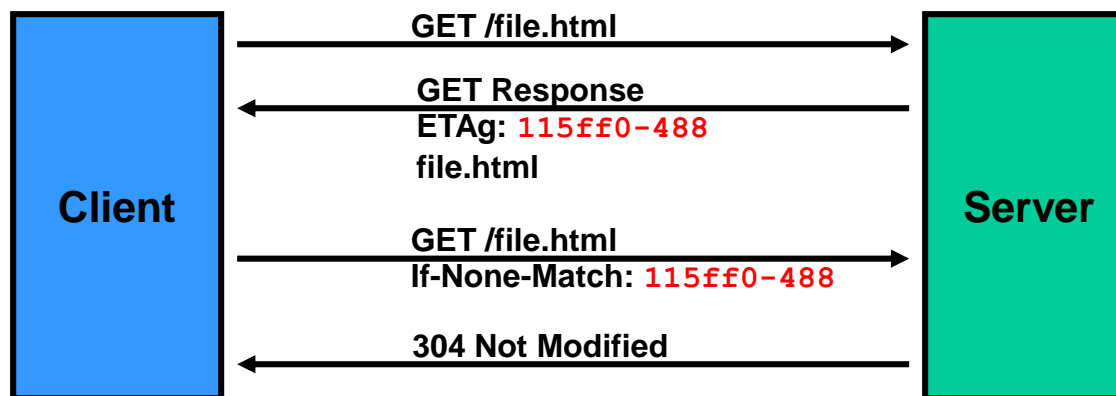 GET /file.html
GET Response
ETAg: 115ff0-488
file.html
Client
Server
GET /file.html
If-None-Match: 115ff0-488
304 Not Modified